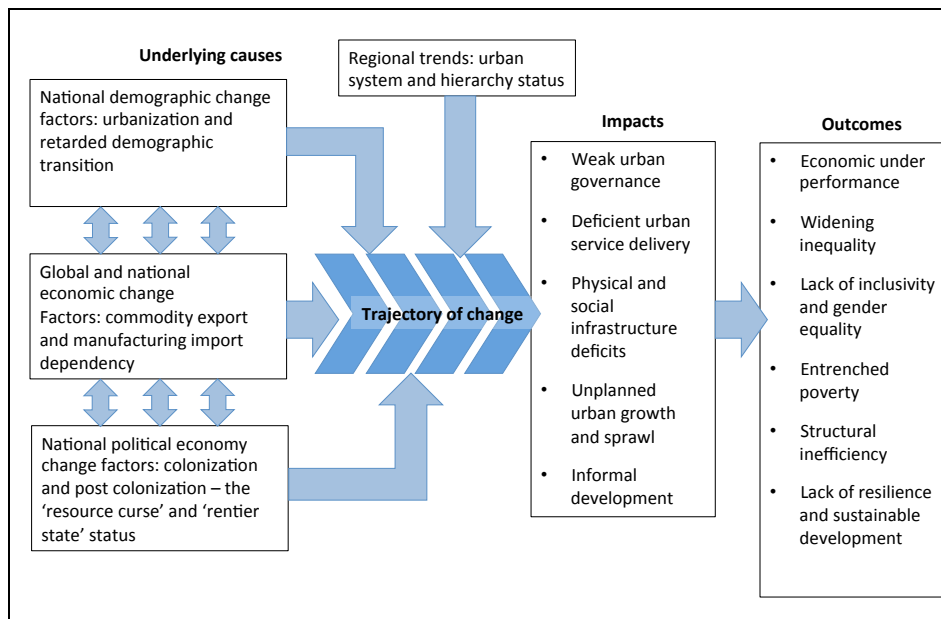 Underlying causes
Regional trends: urban
system and hierarchy status
National demographic change
factors: urbanization and
retarded demographic
transition
Global and national
economic change
Factors: commodity export
and manufacturing import
dependency
National political economy
change factors: colonization
and post colonization – the
‘resource curse’ and ‘rentier
state’ status
Trajectory of change
Impacts
• Weak urban
governance
• Deficient urban
service delivery
• Physical and
social
infrastructure
deficits
• Unplanned
urban growth
and sprawl
• Informal
development
Outcomes
• Economic under
performance
• Widening
inequality
• Lack of inclusivity
and gender
equality
• Entrenched
poverty
• Structural
inefficiency
• Lack of resilience
and sustainable
development